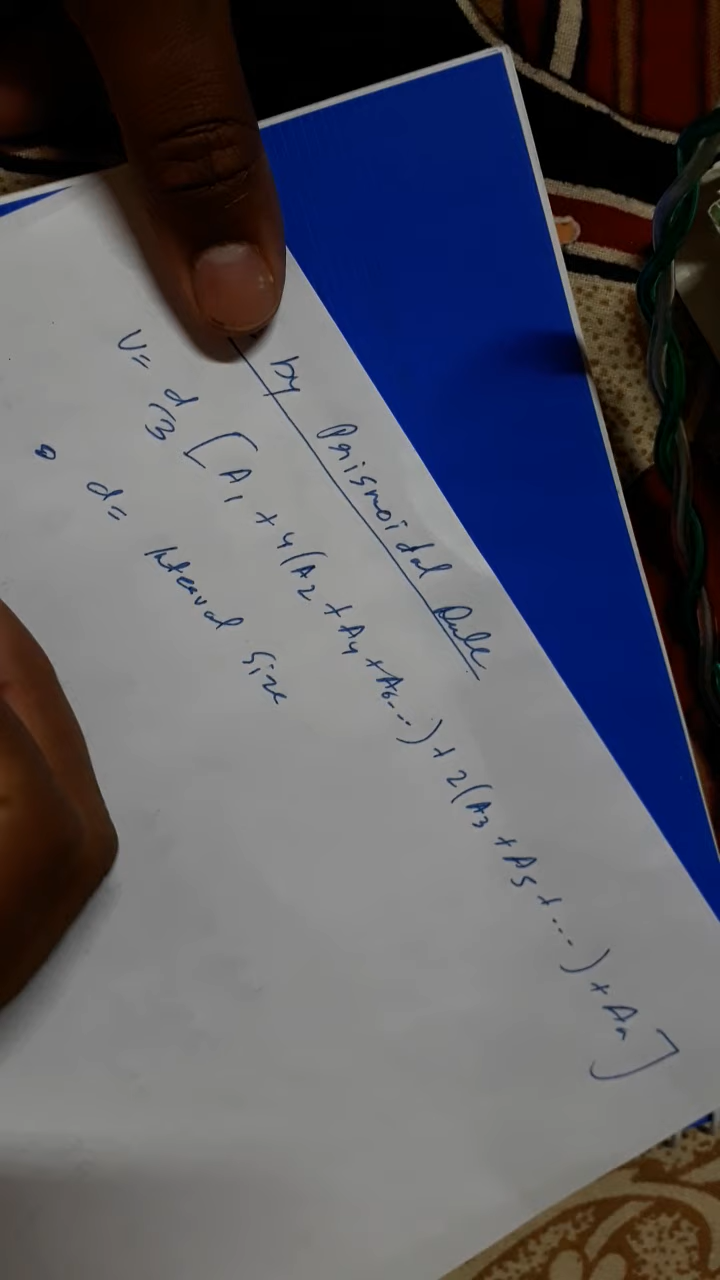 by Prismoidal Rule
V= d/3 [A1 + 4(A2 + A4 + A6...) + 2(A3 + A5 + ...) + An]
d= Interval Size